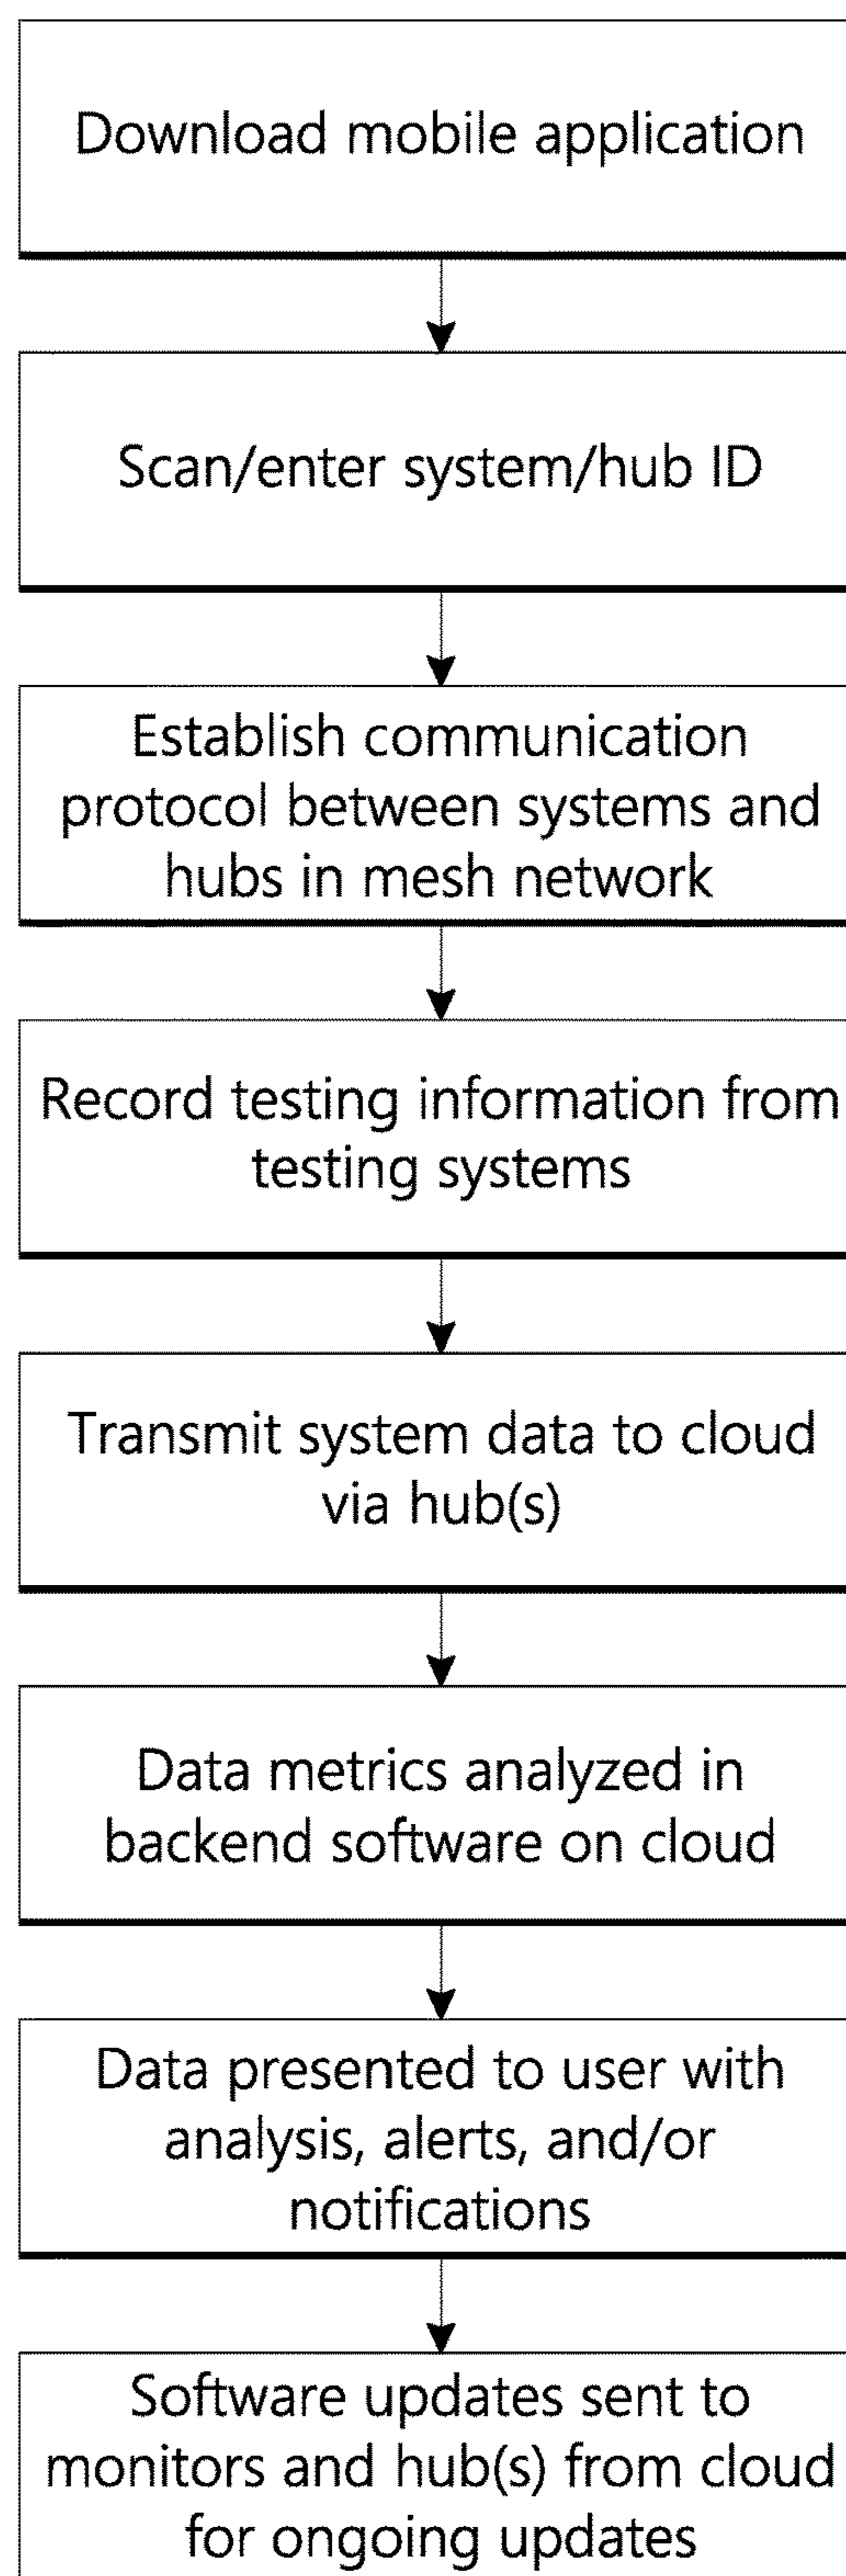 Download mobile application
Scan/enter system/hub ID
Establish communication
protocol between systems and
hubs in mesh network
Record testing information from
testing systems
Transmit system data to cloud
via hub(s)
Data metrics analyzed in
backend software on cloud
Data presented to user with
analysis, alerts, and/or
notifications
Software updates sent to
monitors and hub(s) from cloud
for ongoing updates